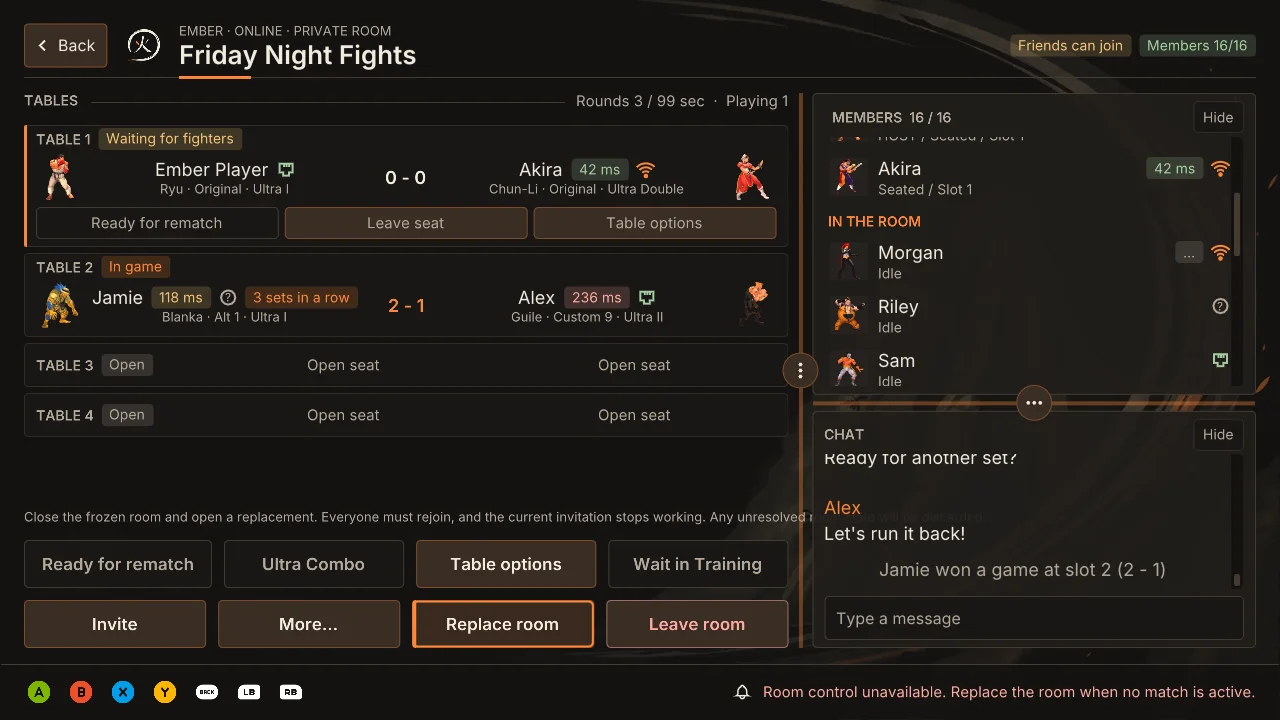 Back
火
EMBER · ONLINE · PRIVATE ROOM
Friday Night Fights
Friends can join
Members 16/16
TABLES
Rounds 3 / 99 sec · Playing 1
TABLE 1 Waiting for fighters
Ember Player
Ryu · Original · Ultra I
0 - 0
Akira 42 ms
Chun-Li · Original · Ultra Double
Ready for rematch
Leave seat
Table options
TABLE 2 In game
Jamie 118 ms ? 3 sets in a row
Blanka · Alt 1 · Ultra I
2 - 1
Alex 236 ms
Guile · Custom 9 · Ultra II
TABLE 3 Open
Open seat
Open seat
TABLE 4 Open
Open seat
Open seat
Close the frozen room and open a replacement. Everyone must rejoin, and the current invitation stops working. Any unresolved
Ready for rematch
Ultra Combo
Table options
Wait in Training
Invite
More...
Replace room
Leave room
MEMBERS 16 / 16
Hide
HOST / Seated / Slot 1
Akira
42 ms
Seated / Slot 1
IN THE ROOM
Morgan
...
Idle
Riley
?
Idle
Sam
Idle
CHAT
Hide
Ready for another set?
Alex
Let's run it back!
Jamie won a game at slot 2 (2 - 1)
Type a message
A B X Y BACK LB RB
Room control unavailable. Replace the room when no match is active.